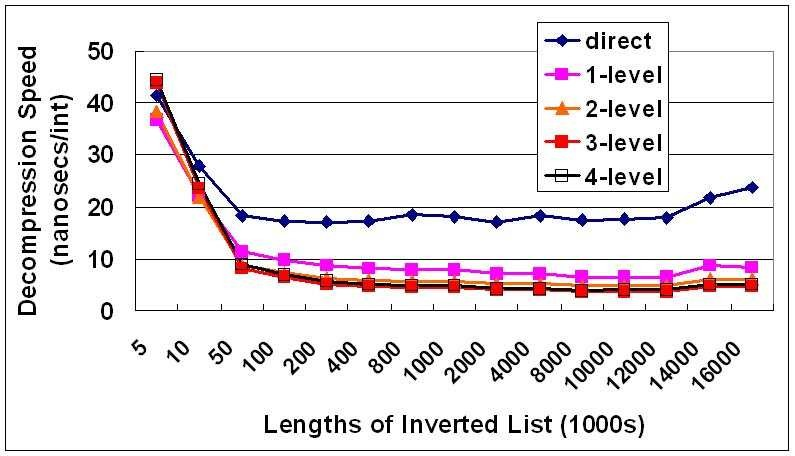 50
40
30
20
10
0
Decompression Speed
(nanosecs/int)
direct
1-level
2-level
3-level
4-level
5
10
50
100
200
400
800
1000
2000
4000
8000
10000
12000
14000
16000
Lengths of Inverted List (1000s)